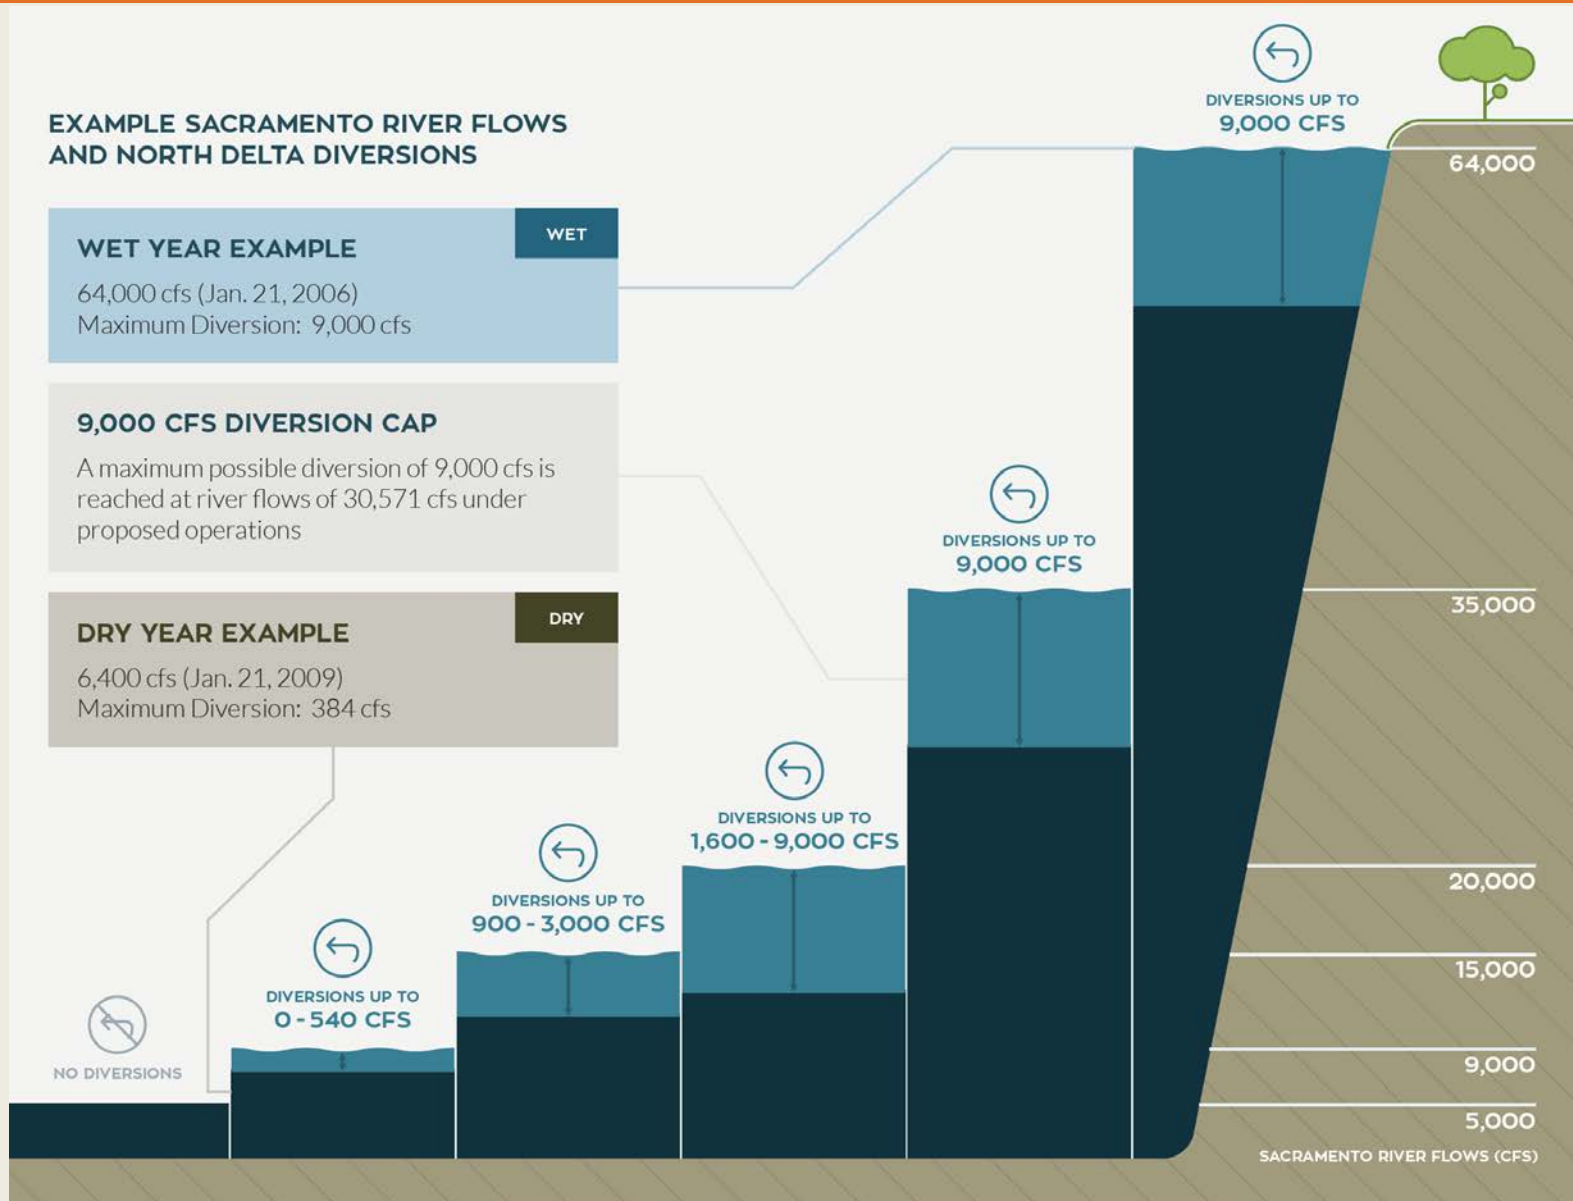 EXAMPLE SACRAMENTO RIVER FLOWS
AND NORTH DELTA DIVERSIONS
WET YEAR EXAMPLE
WET
64,000 cfs (Jan. 21, 2006)
Maximum Diversion: 9,000 cfs
9,000 CFS DIVERSION CAP
A maximum possible diversion of 9,000 cfs is
reached at river flows of 30,571 cfs under
proposed operations
DRY YEAR EXAMPLE
DRY
6,400 cfs (Jan. 21, 2009)
Maximum Diversion: 384 cfs
NO DIVERSIONS
DIVERSIONS UP TO
0 - 540 CFS
DIVERSIONS UP TO
900 - 3,000 CFS
DIVERSIONS UP TO
1,600 - 9,000 CFS
DIVERSIONS UP TO
9,000 CFS
DIVERSIONS UP TO
9,000 CFS
64,000
35,000
20,000
15,000
9,000
5,000
SACRAMENTO RIVER FLOWS (CFS)